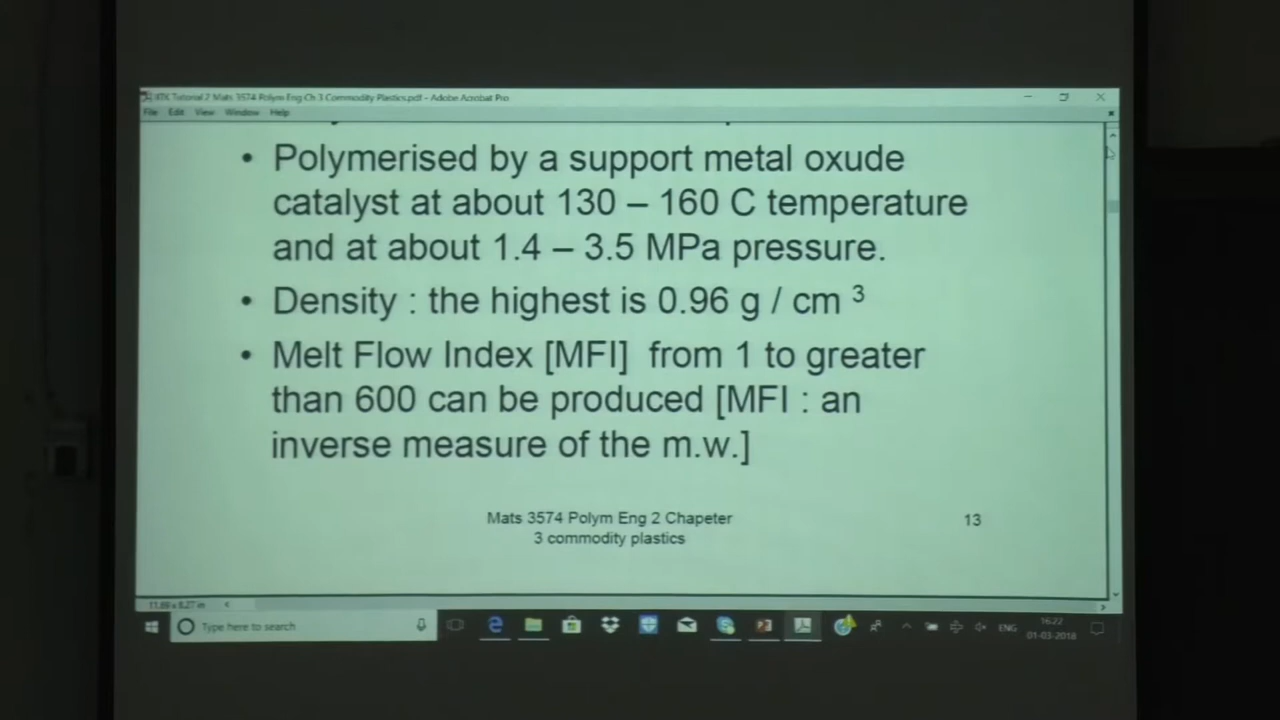 IITK Tutorial 2 Mats 3574 Polym Eng Ch 3 Commodity Plastics.pdf - Adobe Acrobat Pro
File Edit View Window Help
• Polymerised by a support metal oxude
catalyst at about 130 – 160 C temperature
and at about 1.4 – 3.5 MPa pressure.
• Density : the highest is 0.96 g / cm 3
• Melt Flow Index [MFI] from 1 to greater
than 600 can be produced [MFI : an
inverse measure of the m.w.]
Mats 3574 Polym Eng 2 Chapeter
3 commodity plastics
13
11.69 x 8.27 in
Type here to search
ENG
16:22
01-03-2018